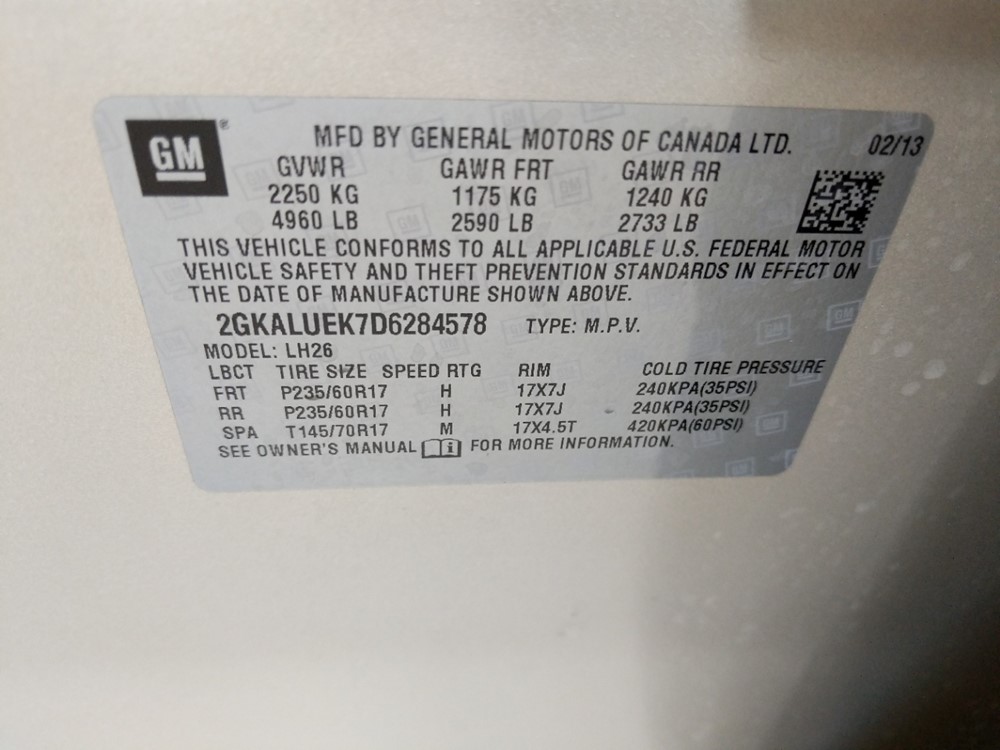 GM®
MFD BY GENERAL MOTORS OF CANADA LTD. 02/13
GVWR GAWR FRT GAWR RR
2250 KG 1175 KG 1240 KG
4960 LB 2590 LB 2733 LB
THIS VEHICLE CONFORMS TO ALL APPLICABLE U.S. FEDERAL MOTOR
VEHICLE SAFETY AND THEFT PREVENTION STANDARDS IN EFFECT ON
THE DATE OF MANUFACTURE SHOWN ABOVE.
2GKALUEK7D6284578 TYPE: M.P.V.
MODEL: LH26
LBCT TIRE SIZE SPEED RTG RIM COLD TIRE PRESSURE
FRT P235/60R17 H 17X7J 240KPA(35PSI)
RR P235/60R17 H 17X7J 240KPA(35PSI)
SPA T145/70R17 M 17X4.5T 420KPA(60PSI)
SEE OWNER'S MANUAL i FOR MORE INFORMATION.